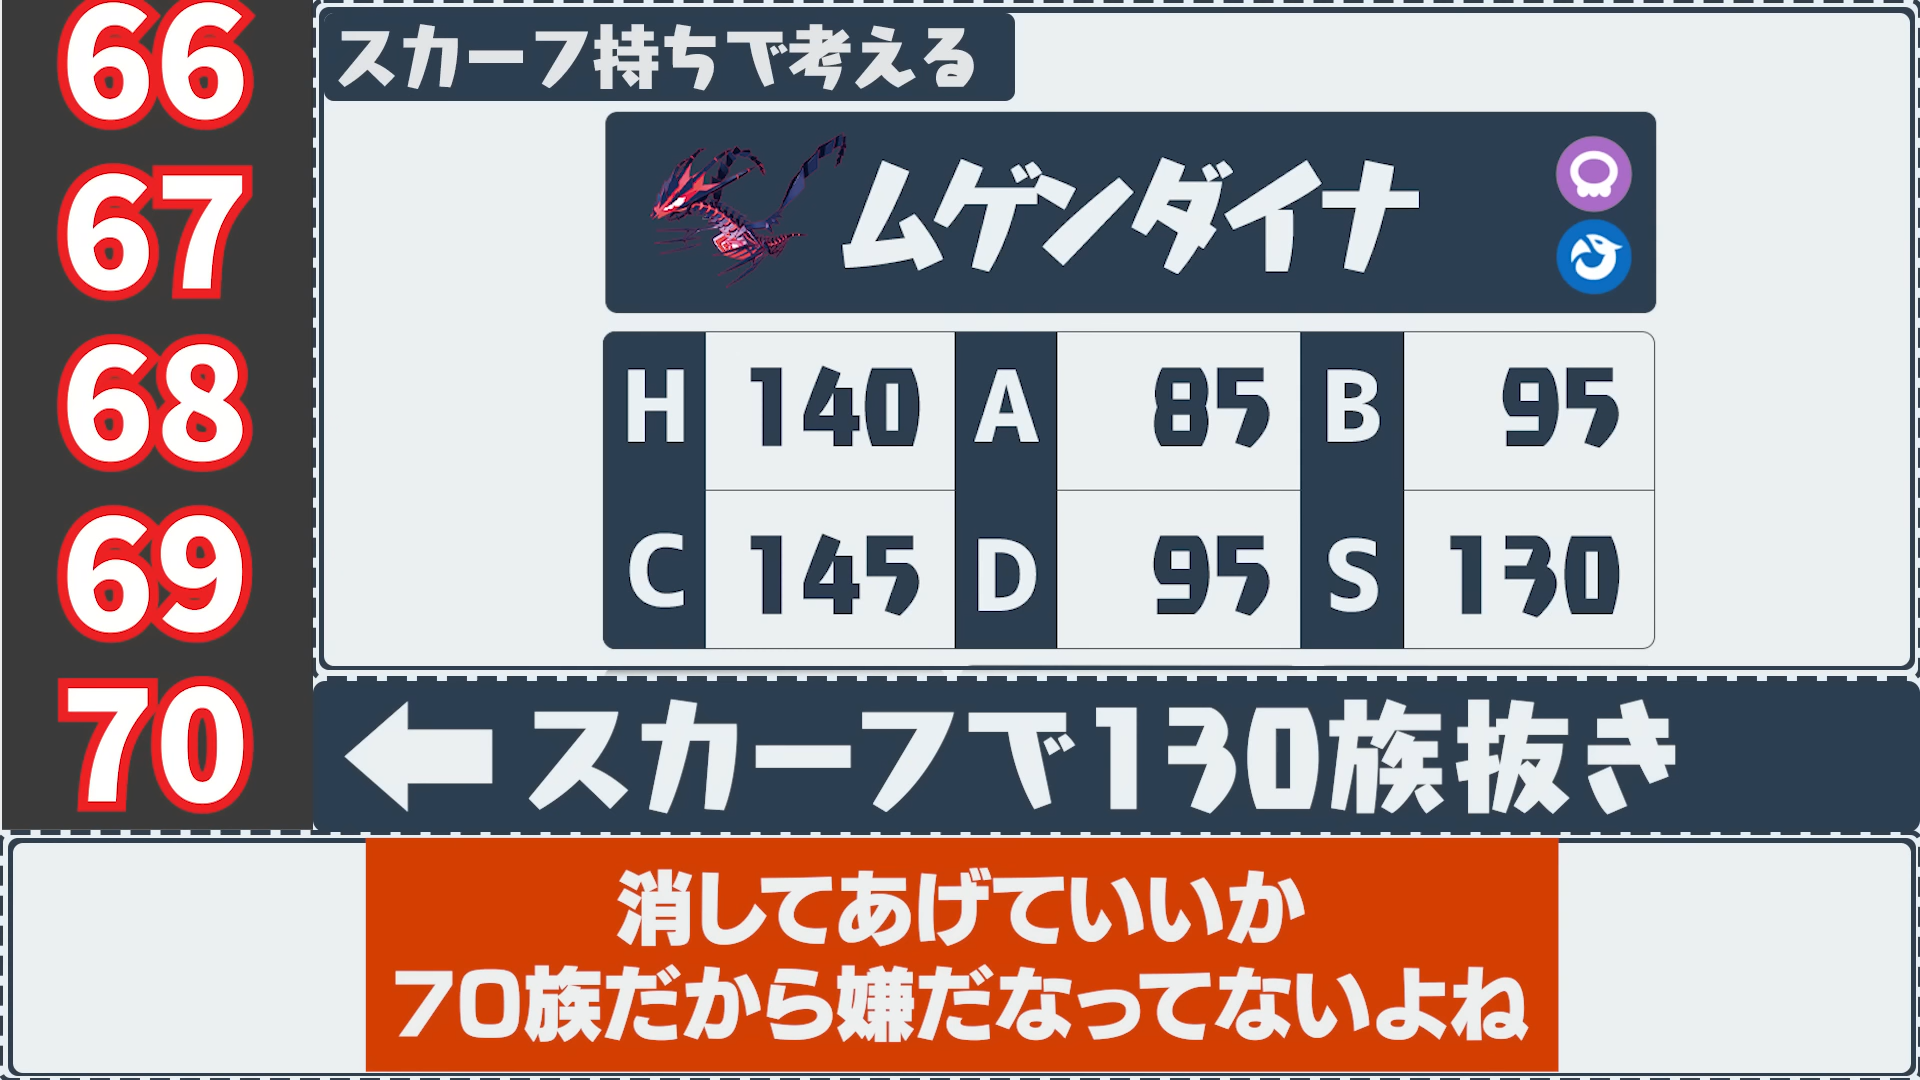 66
67
68
69
70
スカーフ持ちで考える
ムゲンダイナ
H 140 A 85 B 95
C 145 D 95 S 130
←スカーフで130族抜き
消してあげていいか
70族だから嫌だなってないよね